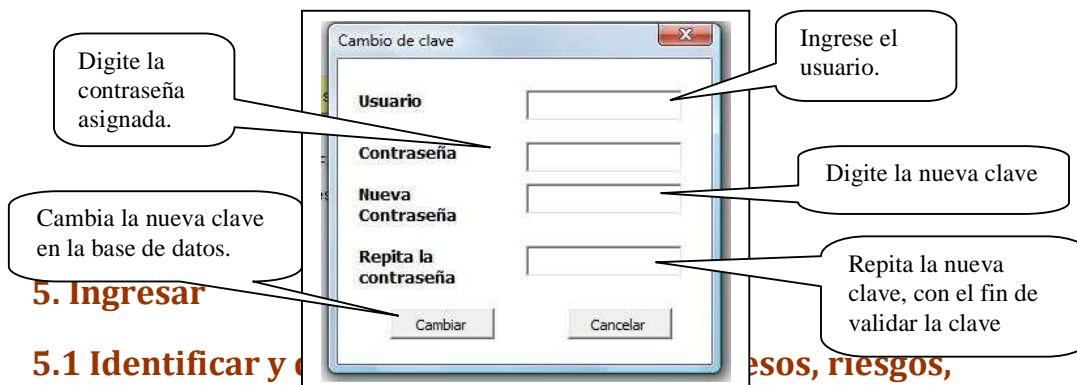 Cambio de clave
Digite la
contraseña
asignada.
Ingrese el
usuario.
Usuario
Contraseña
Nueva
Contraseña
Digite la nueva clave
Cambia la nueva clave
en la base de datos.
Repita la
contraseña
Repita la nueva
clave, con el fin de
validar la clave
5. Ingresar
Cambiar
Cancelar
5.1 Identificar y
riesgos,